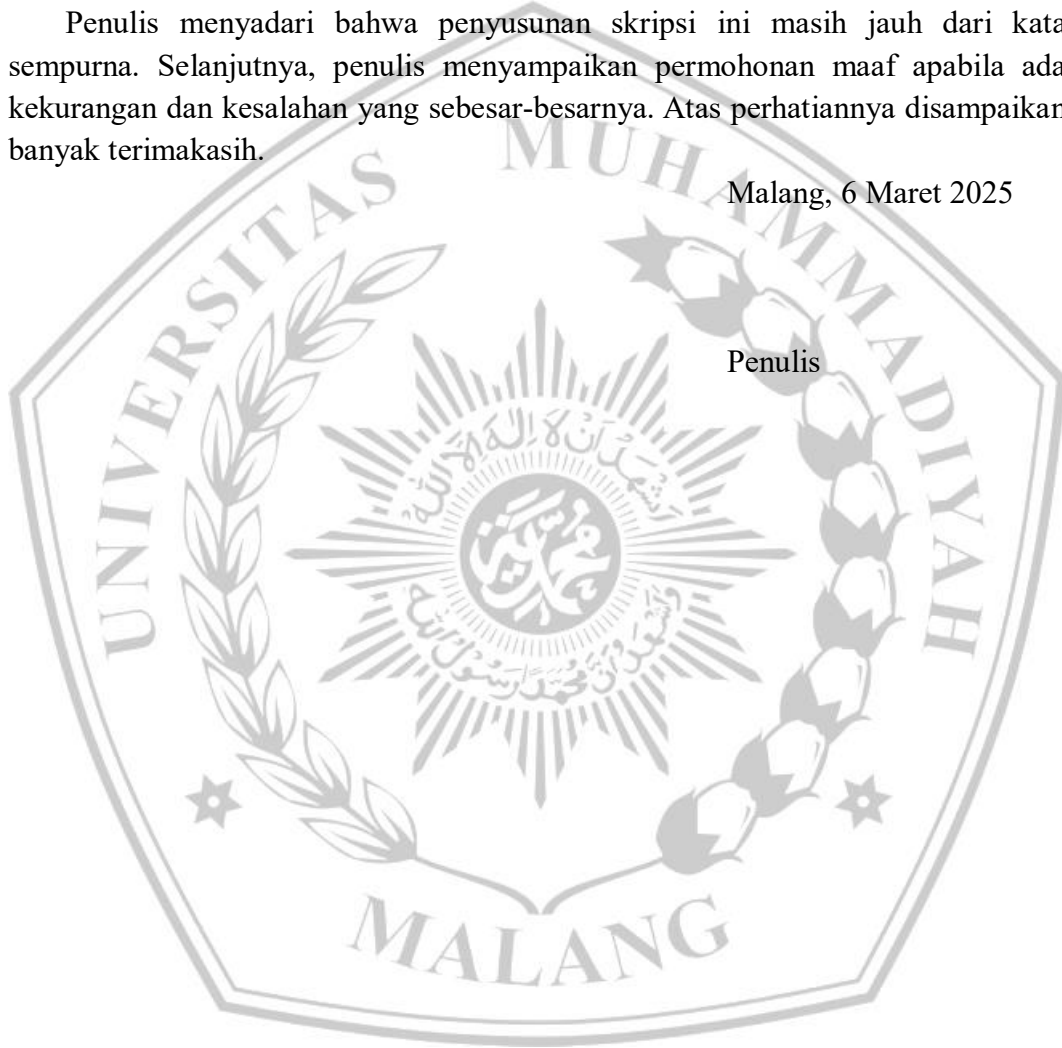 Penulis menyadari bahwa penyusunan skripsi ini masih jauh dari kata
sempurna. Selanjutnya, penulis menyampaikan permohonan maaf apabila ada
kekurangan dan kesalahan yang sebesar-besarnya. Atas perhatiannya disampaikan
banyak terimakasih.
Malang, 6 Maret 2025
Penulis
UNIVERSITAS MUHAMMADIYAH
MALANG